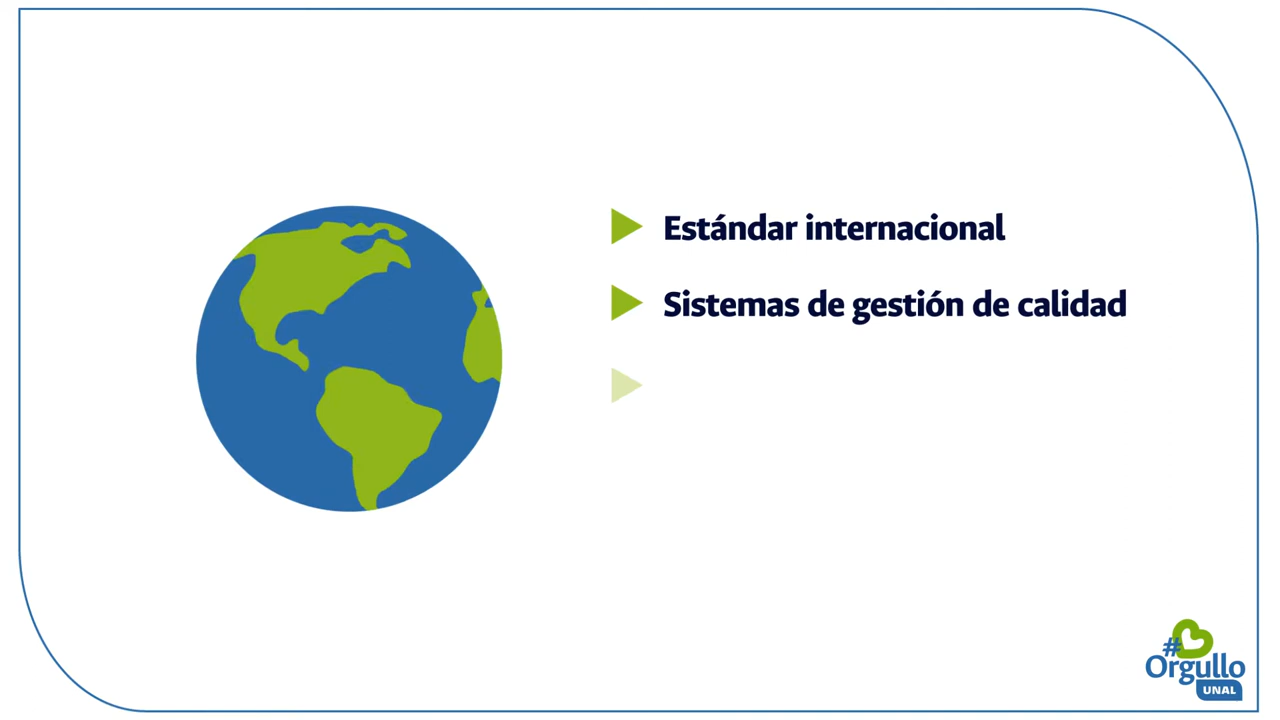 Estándar internacional
Sistemas de gestión de calidad
#
Orgullo
UNAL